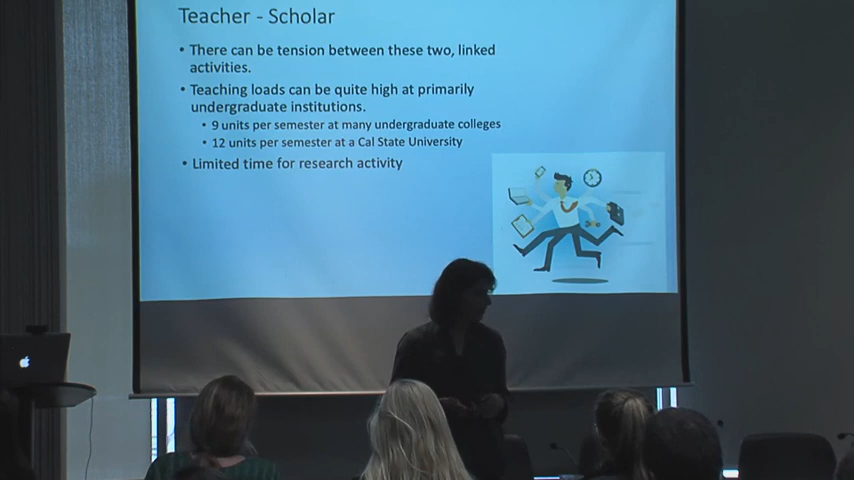 Teacher - Scholar
• There can be tension between these two, linked
activities.
• Teaching loads can be quite high at primarily
undergraduate institutions.
• 9 units per semester at many undergraduate colleges
• 12 units per semester at a Cal State University
• Limited time for research activity